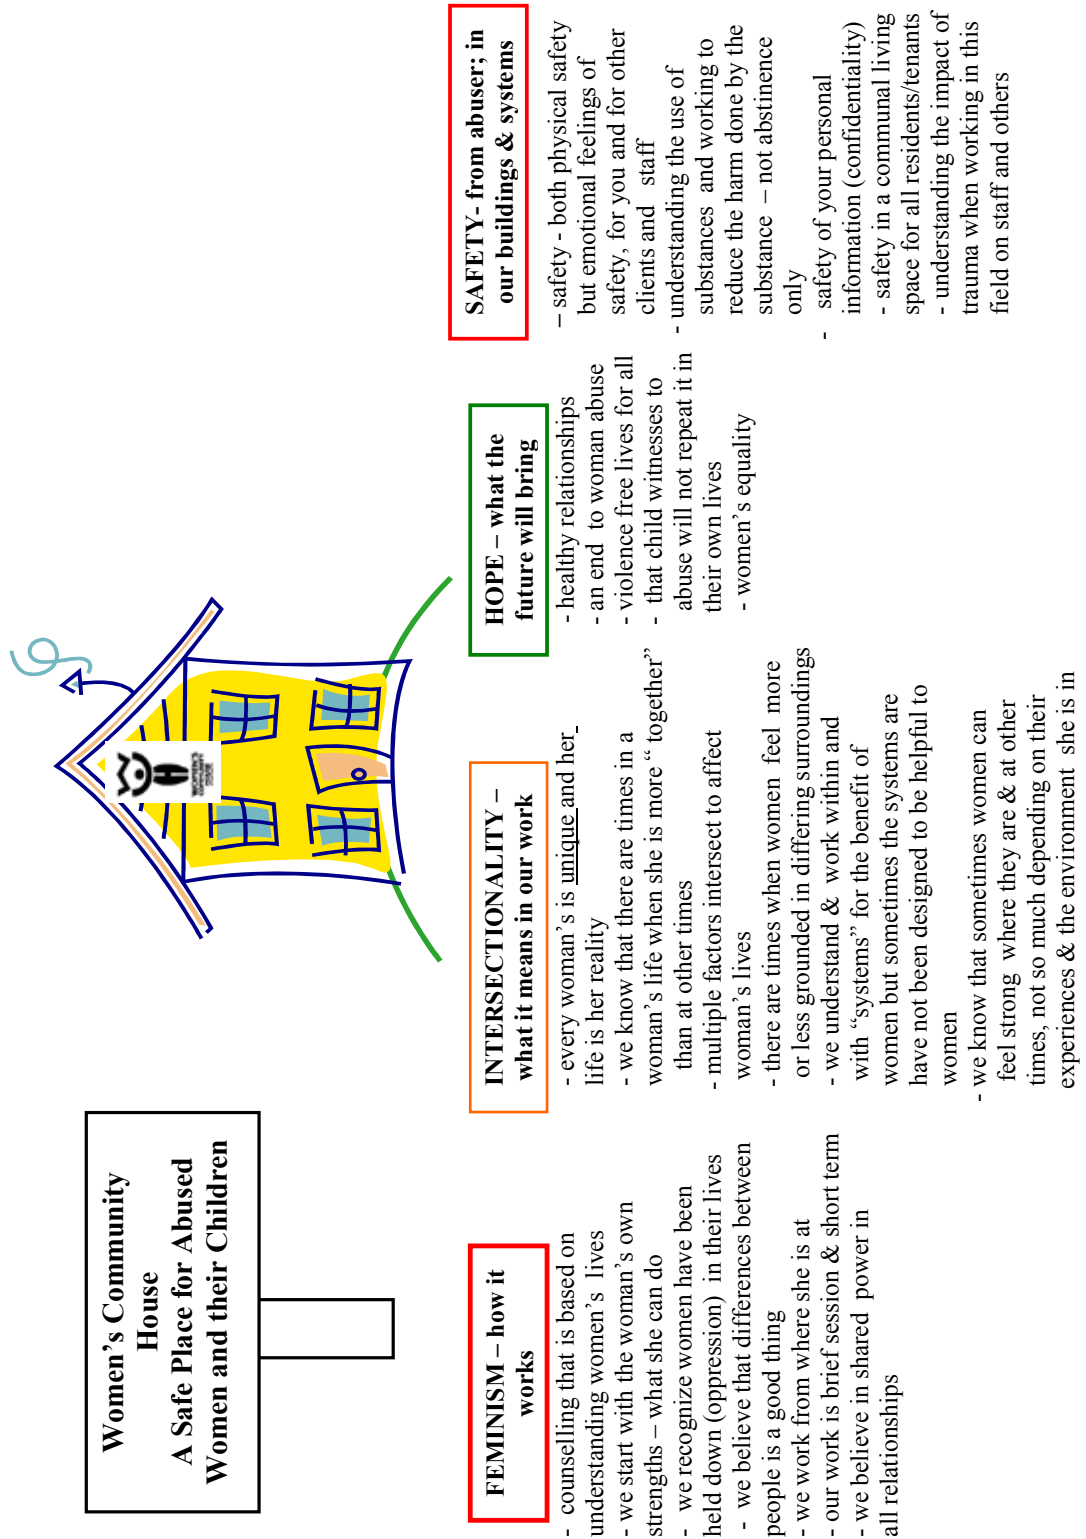 Women's Community
House
A Safe Place for Abused
Women and their Children
FEMINISM – how it
works
- counselling that is based on
understanding women's lives
- we start with the woman's own
strengths – what she can do
- we recognize women have been
held down (oppression) in their lives
- we believe that differences between
people is a good thing
- we work from where she is at
- our work is brief session & short term
- we believe in shared power in
all relationships
INTERSECTIONALITY –
what it means in our work
- every woman's is unique and her
life is her reality
- we know that there are times in a
woman's life when she is more “ together”
than at other times
- multiple factors intersect to affect
woman's lives
- there are times when women feel more
or less grounded in differing surroundings
- we understand & work within and
with “systems” for the benefit of
women but sometimes the systems are
have not been designed to be helpful to
women
- we know that sometimes women can
feel strong where they are & at other
times, not so much depending on their
experiences & the environment she is in
HOPE – what the
future will bring
- healthy relationships
- an end to woman abuse
- violence free lives for all
- that child witnesses to
abuse will not repeat it in
their own lives
- women's equality
SAFETY- from abuser; in
our buildings & systems
– safety - both physical safety
but emotional feelings of
safety, for you and for other
clients and staff
- understanding the use of
substances and working to
reduce the harm done by the
substance – not abstinence
only
- safety of your personal
information (confidentiality)
- safety in a communal living
space for all residents/tenants
- understanding the impact of
trauma when working in this
field on staff and others
WOMEN'S
COMMUNITY
HOUSE